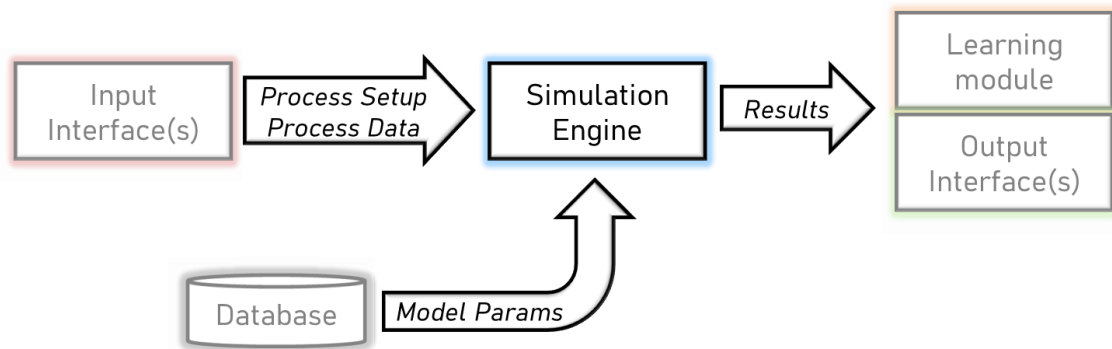 Input
Interface(s)
Process Setup
Process Data
Simulation
Engine
Results
Learning
module
Output
Interface(s)
Database
Model Params